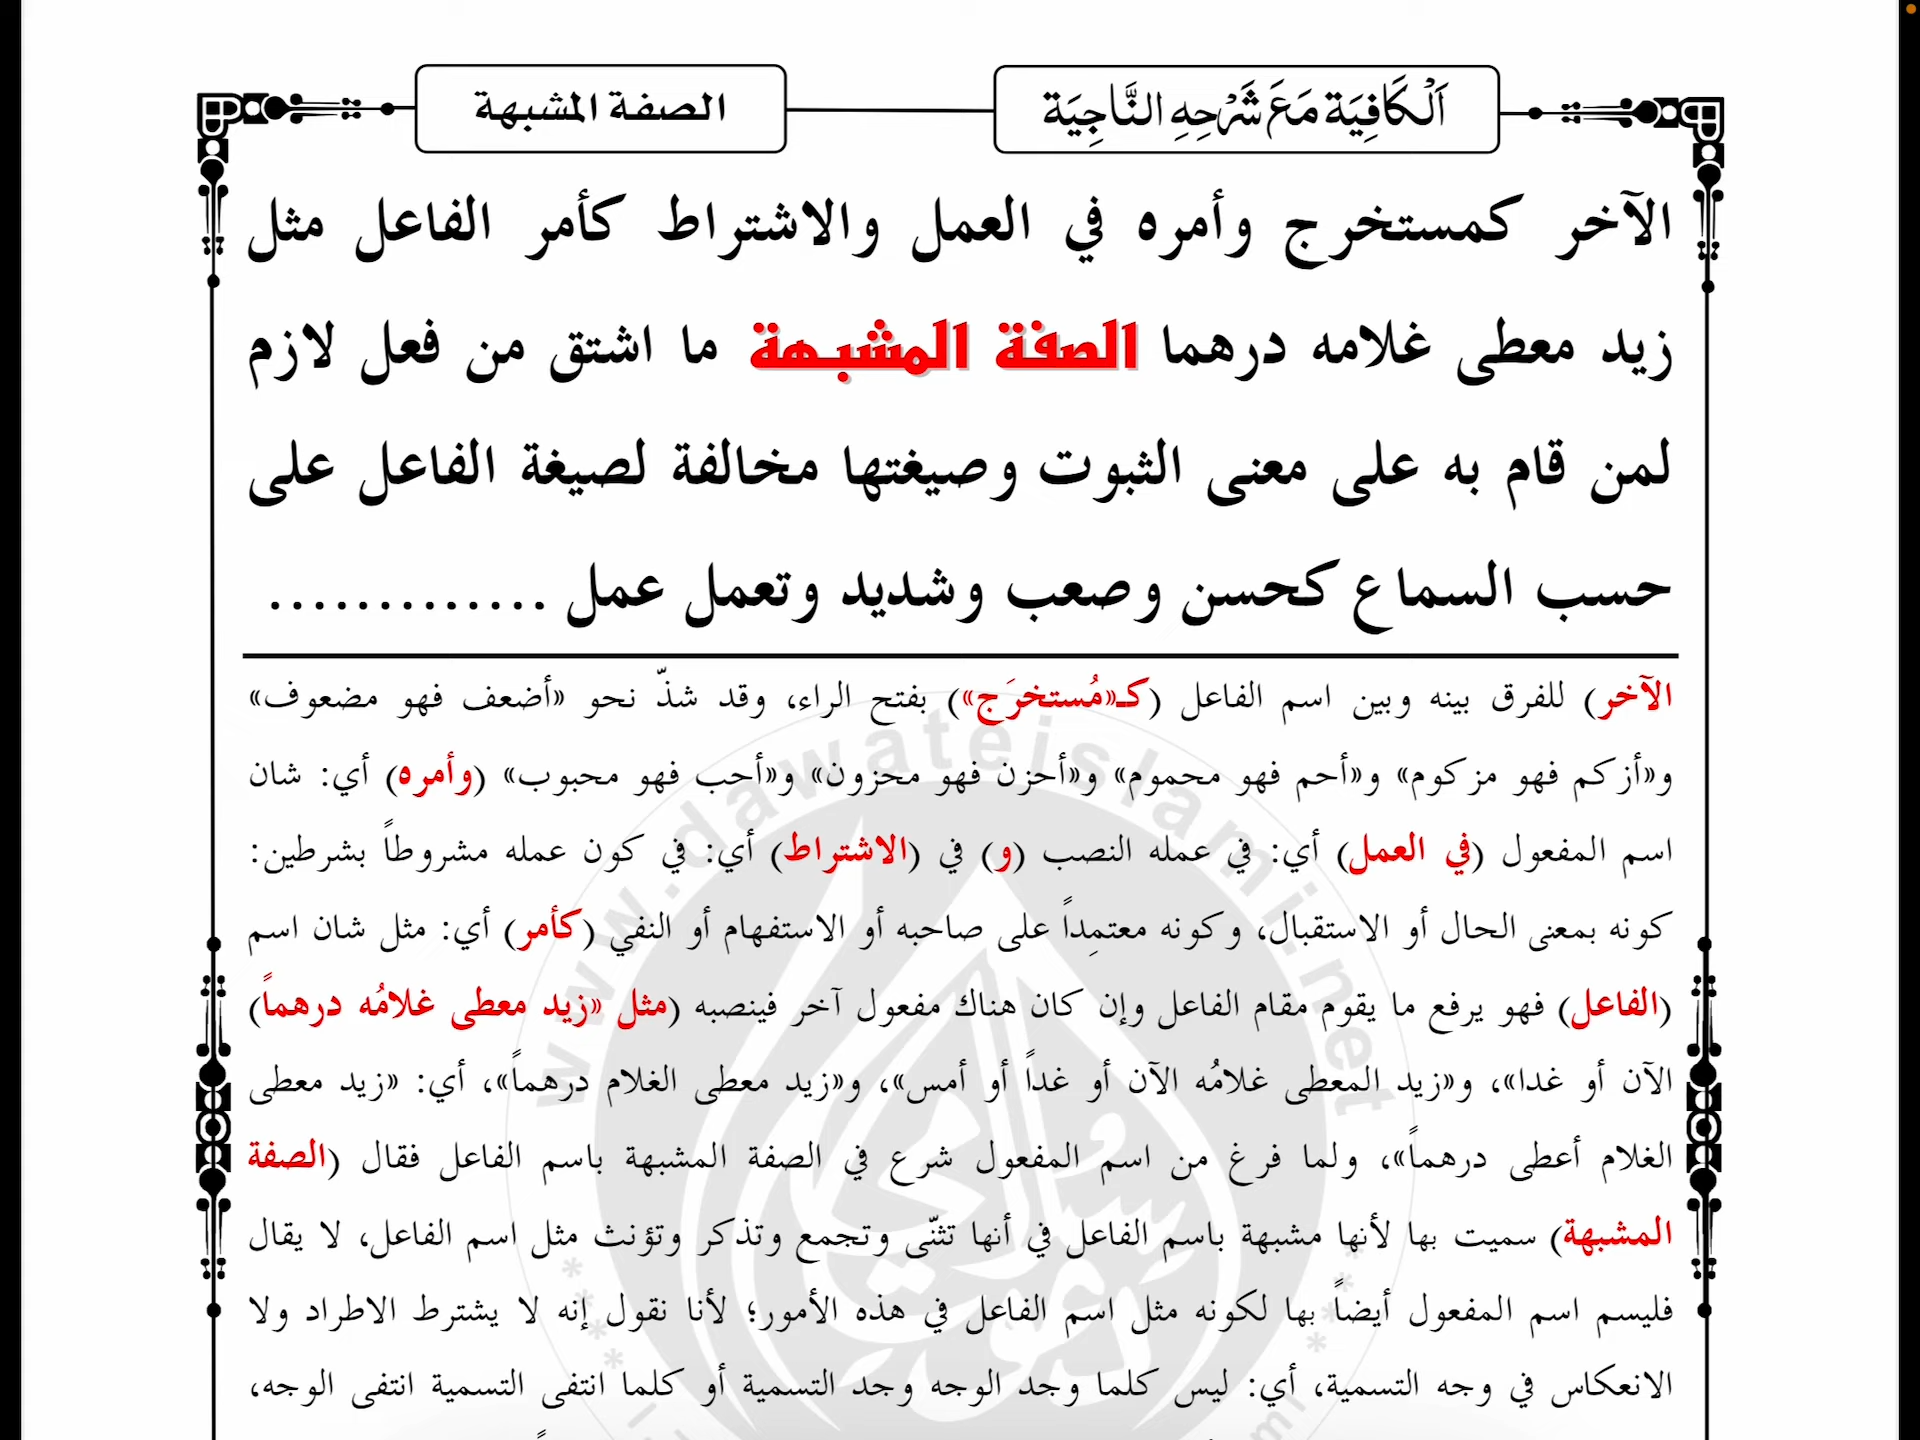 اَلْكَافِيَة مَعَ شَرْحِهِ النَّاجِيَة
الصفة المشبهة
الآخر كمستخرج وأمره في العمل والاشتراط كأمر الفاعل مثل
زيد معطى غلامه درهما الصفة المشبهة ما اشتق من فعل لازم
لمن قام به على معنى الثبوت وصيغتها مخالفة لصيغة الفاعل على
حسب السماع كحسن وصعب وشديد وتعمل عمل .............
الآخر) للفرق بينه وبين اسم الفاعل (كـ«مُستخرَج») بفتح الراء، وقد شذّ نحو «أضعف فهو مضعوف»
و«أزكم فهو مزكوم» و«أحم فهو محموم» و«أحزن فهو محزون» و«أحب فهو محبوب» (وأمره) أي: شان
اسم المفعول (في العمل) أي: في عمله النصب (و) في (الاشتراط) أي: في كون عمله مشروطاً بشرطين:
كونه بمعنى الحال أو الاستقبال، وكونه معتمِداً على صاحبه أو الاستفهام أو النفي (كأمر) أي: مثل شان اسم
(الفاعل) فهو يرفع ما يقوم مقام الفاعل وإن كان هناك مفعول آخر فينصبه (مثل «زيد معطى غلامُه درهماً)
الآن أو غدا»، و«زيد المعطى غلامُه الآن أو غداً أو أمس»، و«زيد معطى الغلام درهماً»، أي: «زيد معطى
الغلام أعطى درهماً»، ولما فرغ من اسم المفعول شرع في الصفة المشبهة باسم الفاعل فقال (الصفة
المشبهة) سميت بها لأنها مشبهة باسم الفاعل في أنها تثنّى وتجمع وتذكر وتؤنث مثل اسم الفاعل، لا يقال
فليسم اسم المفعول أيضاً بها لكونه مثل اسم الفاعل في هذه الأمور؛ لأنا نقول إنه لا يشترط الاطراد ولا
الانعكاس في وجه التسمية، أي: ليس كلما وجد الوجه وجد التسمية أو كلما انتفى التسمية انتفى الوجه،
www.dawateislami.net